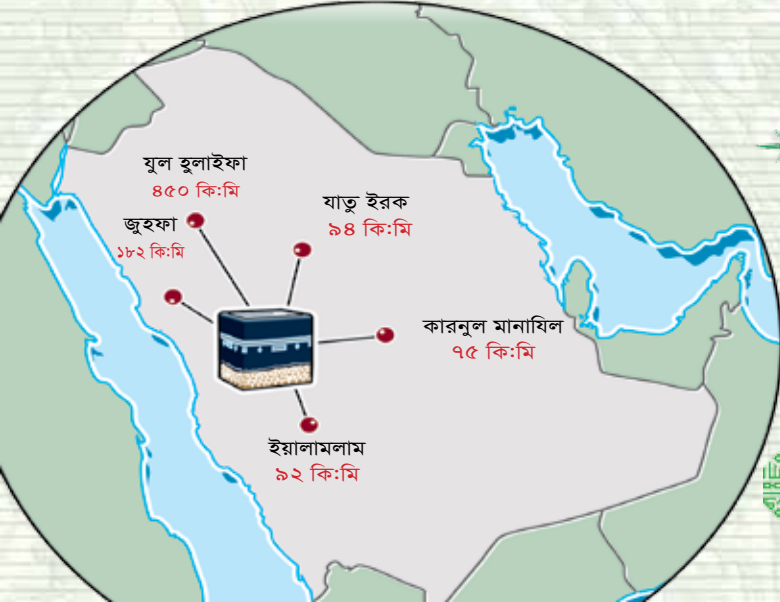 যুল হুলাইফা
৪৫০ কি:মি
যাতু ইরক
৯৪ কি:মি
জুহফা
১৮২ কি:মি
কারনুল মানাযিল
৭৫ কি:মি
ইয়ালামলাম
৯২ কি:মি